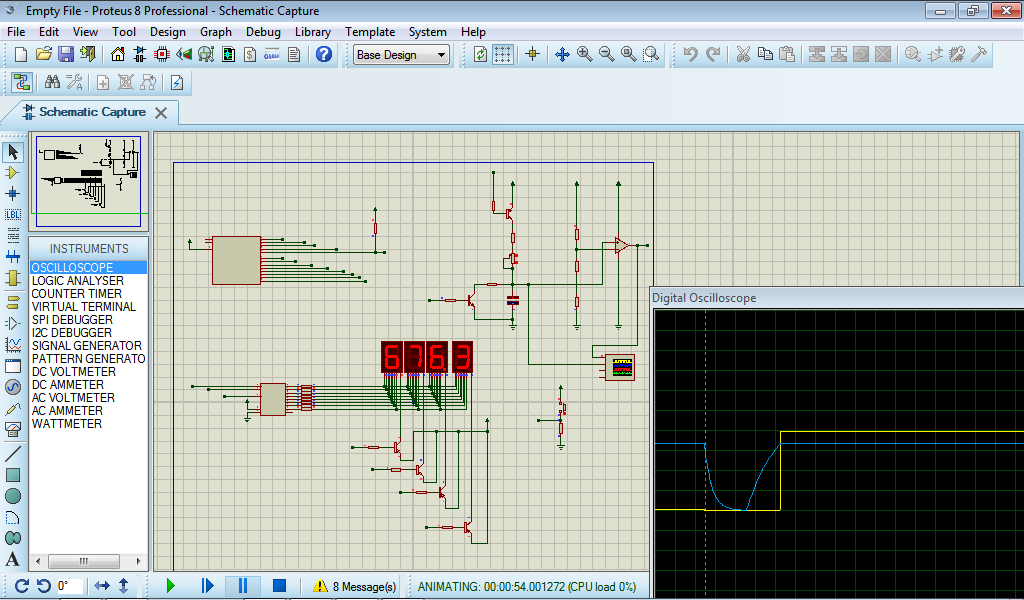 Empty File - Proteus 8 Professional - Schematic Capture
File Edit View Tool Design Graph Debug Library Template System Help
Base Design
Schematic Capture
LBL
INSTRUMENTS
OSCILLOSCOPE
LOGIC ANALYSER
COUNTER TIMER
VIRTUAL TERMINAL
SPI DEBUGGER
I2C DEBUGGER
SIGNAL GENERATOR
PATTERN GENERATO
DC VOLTMETER
DC AMMETER
AC VOLTMETER
AC AMMETER
WATTMETER
Digital Oscilloscope
676.3
A
0°
8 Message(s)
ANIMATING: 00:00:54.001272 (CPU load 0%)